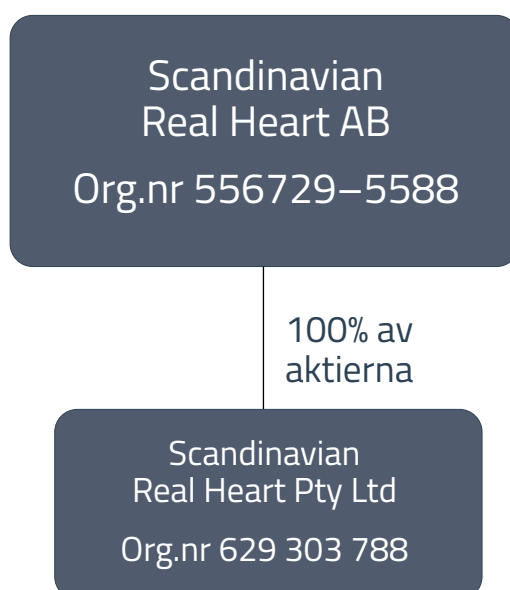 Scandinavian
Real Heart AB
Org.nr 556729–5588
100% av
aktierna
Scandinavian
Real Heart Pty Ltd
Org.nr 629 303 788